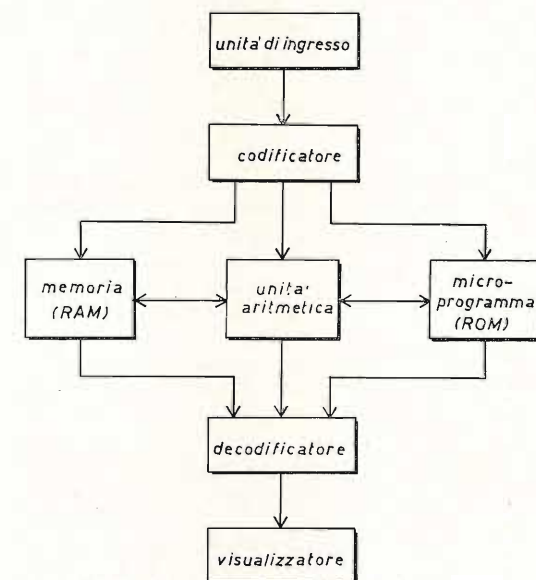 unita' di ingresso
codificatore
memoria
(RAM)
unita'
aritmetica
micro-
programma
(ROM)
decodificatore
visualizzatore